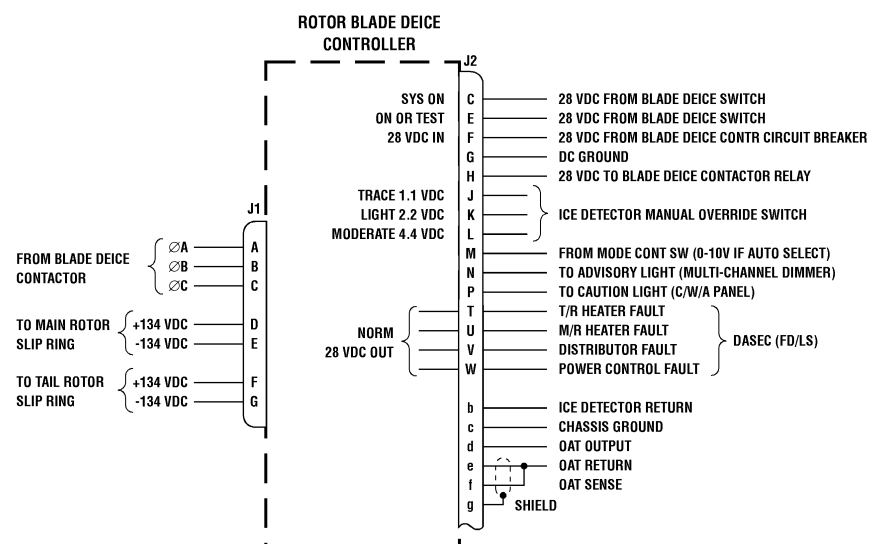 ROTOR BLADE DEICE
CONTROLLER
J2
SYS ON C 28 VDC FROM BLADE DEICE SWITCH
ON OR TEST E 28 VDC FROM BLADE DEICE SWITCH
28 VDC IN F 28 VDC FROM BLADE DEICE CONTR CIRCUIT BREAKER
G DC GROUND
H 28 VDC TO BLADE DEICE CONTACTOR RELAY
TRACE 1.1 VDC J
LIGHT 2.2 VDC K ICE DETECTOR MANUAL OVERRIDE SWITCH
MODERATE 4.4 VDC L
M FROM MODE CONT SW (0-10V IF AUTO SELECT)
N TO ADVISORY LIGHT (MULTI-CHANNEL DIMMER)
P TO CAUTION LIGHT (C/W/A PANEL)
T T/R HEATER FAULT
U M/R HEATER FAULT
V DISTRIBUTOR FAULT
W POWER CONTROL FAULT
NORM
28 VDC OUT
DASEC (FD/LS)
b ICE DETECTOR RETURN
c CHASSIS GROUND
d OAT OUTPUT
e OAT RETURN
f OAT SENSE
g SHIELD
J1
FROM BLADE DEICE
CONTACTOR
∅A A
∅B B
∅C C
TO MAIN ROTOR
SLIP RING
+134 VDC D
-134 VDC E
TO TAIL ROTOR
SLIP RING
+134 VDC F
-134 VDC G